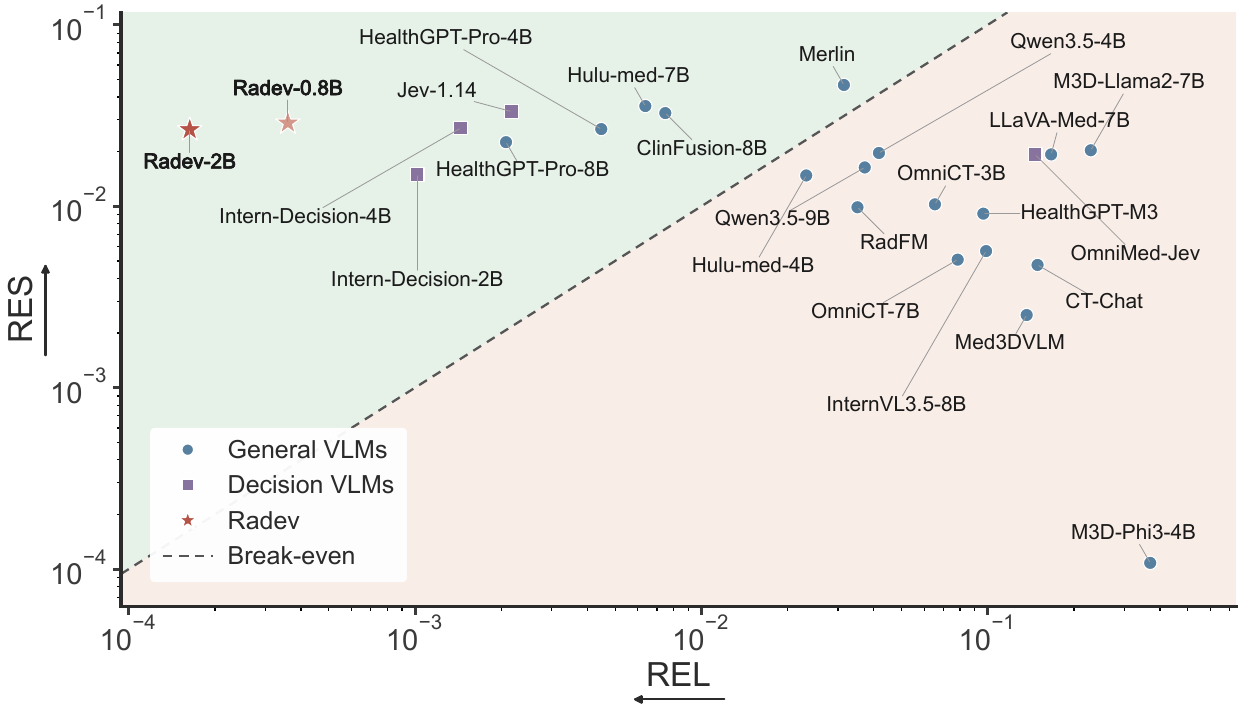 10−1
HealthGPT-Pro-4B
Qwen3.5-4B
Merlin
Hulu-med-7B
M3D-Llama2-7B
Radev-0.8B
Jev-1.14
LLaVA-Med-7B
ClinFusion-8B
Radev-2B
HealthGPT-Pro-8B
OmniCT-3B
10−2
Intern-Decision-4B
Qwen3.5-9B
HealthGPT-M3
RadFM
OmniMed-Jev
Hulu-med-4B
Intern-Decision-2B
CT-Chat
OmniCT-7B
RES
Med3DVLM
10−3
InternVL3.5-8B
General VLMs
Decision VLMs
Radev
Break-even
M3D-Phi3-4B
10−4
10−4 10−3 10−2 10−1
REL